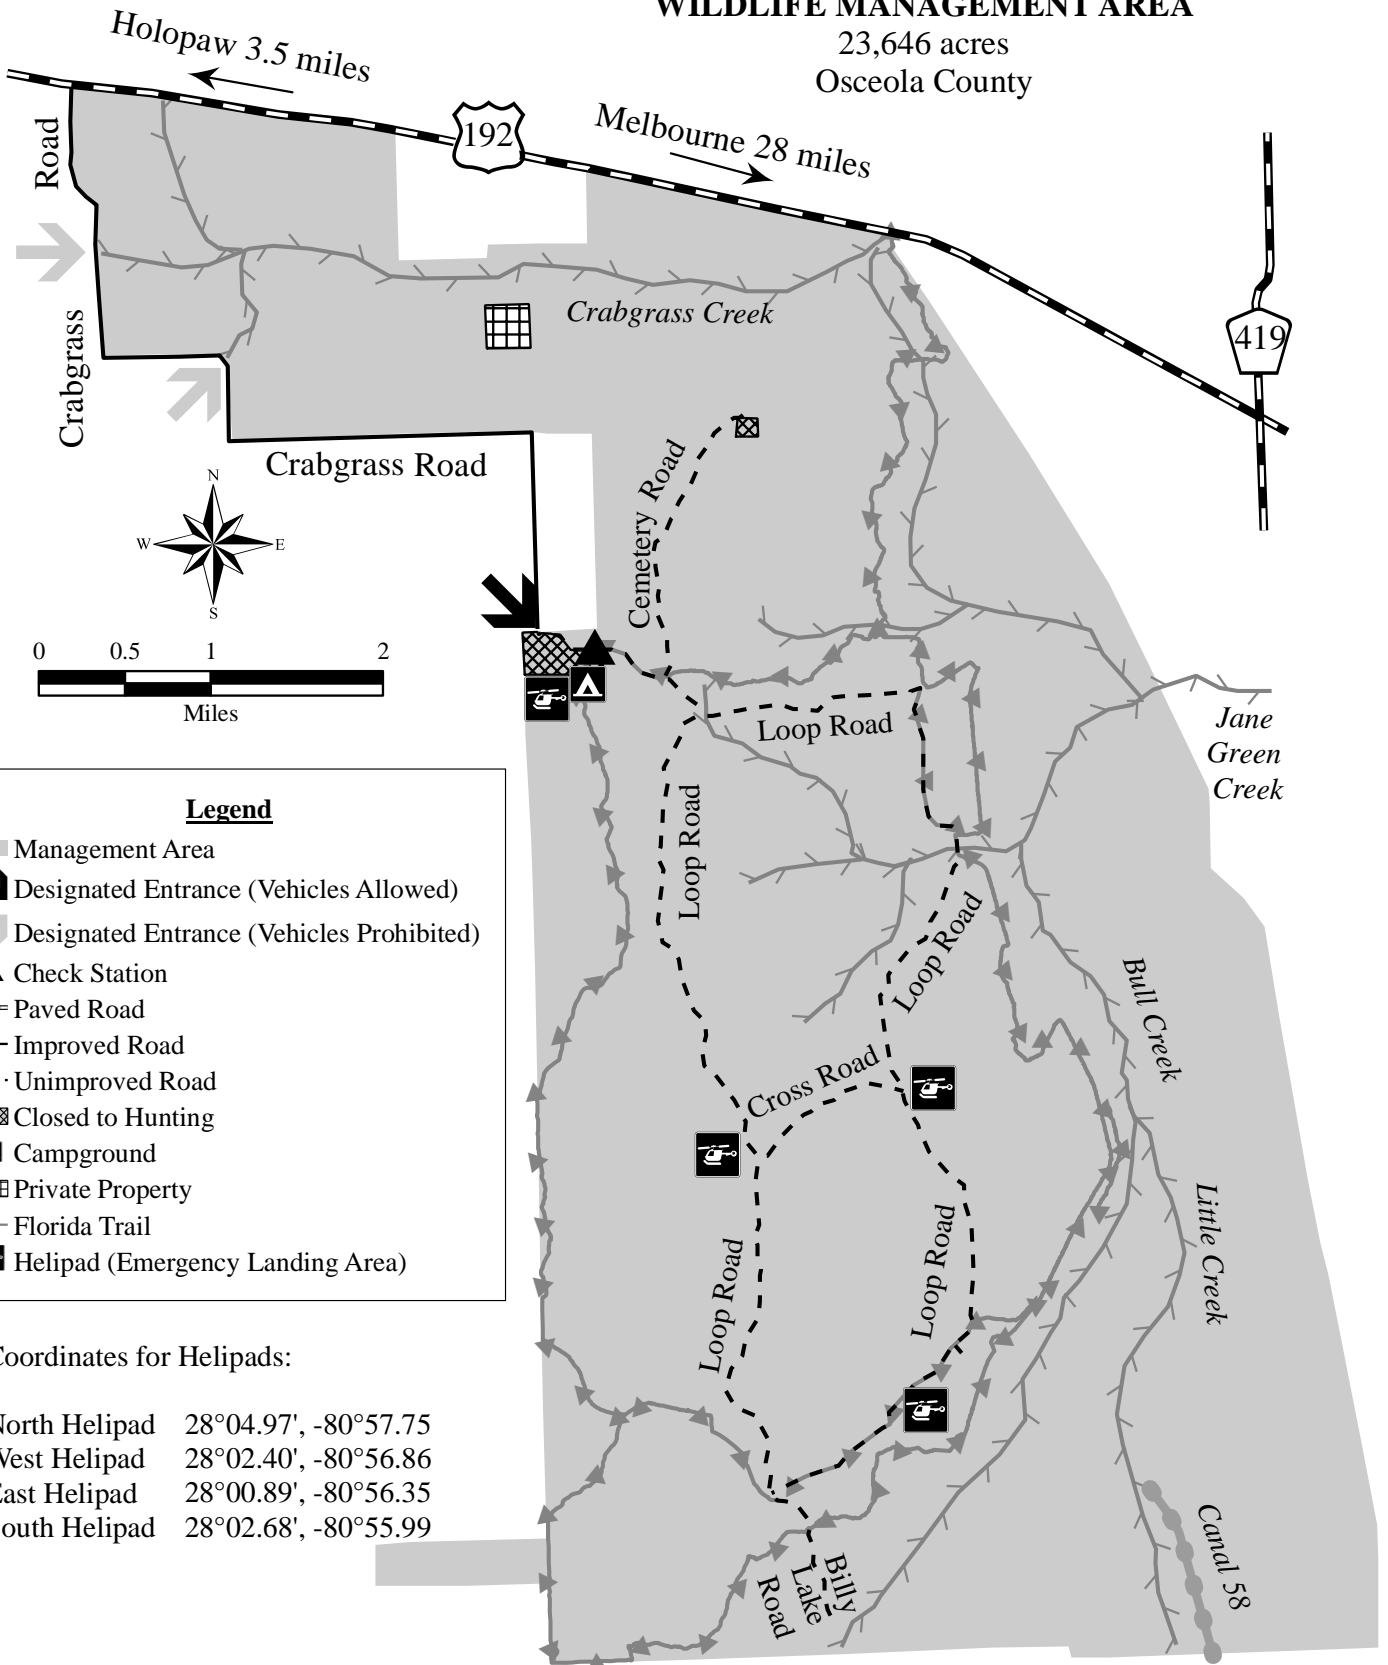 WILDLIFE MANAGEMENT AREA
23,646 acres
Osceola County
Holopaw 3.5 miles
192
Melbourne 28 miles
Road
Crabgrass
419
Crabgrass Creek
Crabgrass Road
Cemetery Road
N
W
E
S
0 0.5 1 2
Miles
Loop Road
Jane
Green
Creek
Loop Road
Legend
Management Area
Designated Entrance (Vehicles Allowed)
Designated Entrance (Vehicles Prohibited)
Check Station
Paved Road
Improved Road
Unimproved Road
Closed to Hunting
Campground
Private Property
Florida Trail
Helipad (Emergency Landing Area)
Loop Road
Bull Creek
Cross Road
Little Creek
Loop Road
Loop Road
Coordinates for Helipads:
North Helipad 28°04.97', -80°57.75
West Helipad 28°02.40', -80°56.86
East Helipad 28°00.89', -80°56.35
South Helipad 28°02.68', -80°55.99
Canal 58
Billy
Lake
Road